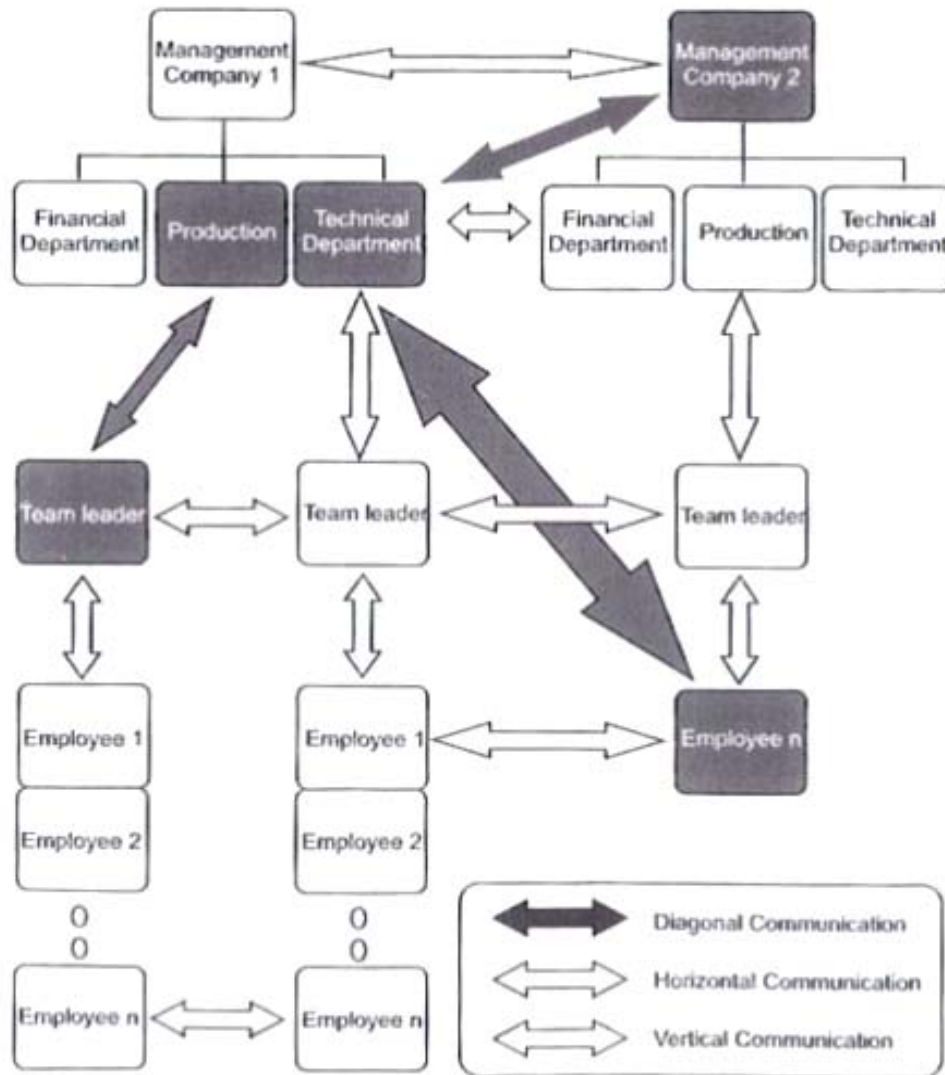 Management
Company 1
Management
Company 2
Financial
Department
Production
Technical
Department
Financial
Department
Production
Technical
Department
Team leader
Team leader
Team leader
Employee 1
Employee 1
Employee n
Employee 2
Employee 2
O
O
O
O
Employee n
Employee n
Diagonal Communication
Horizontal Communication
Vertical Communication